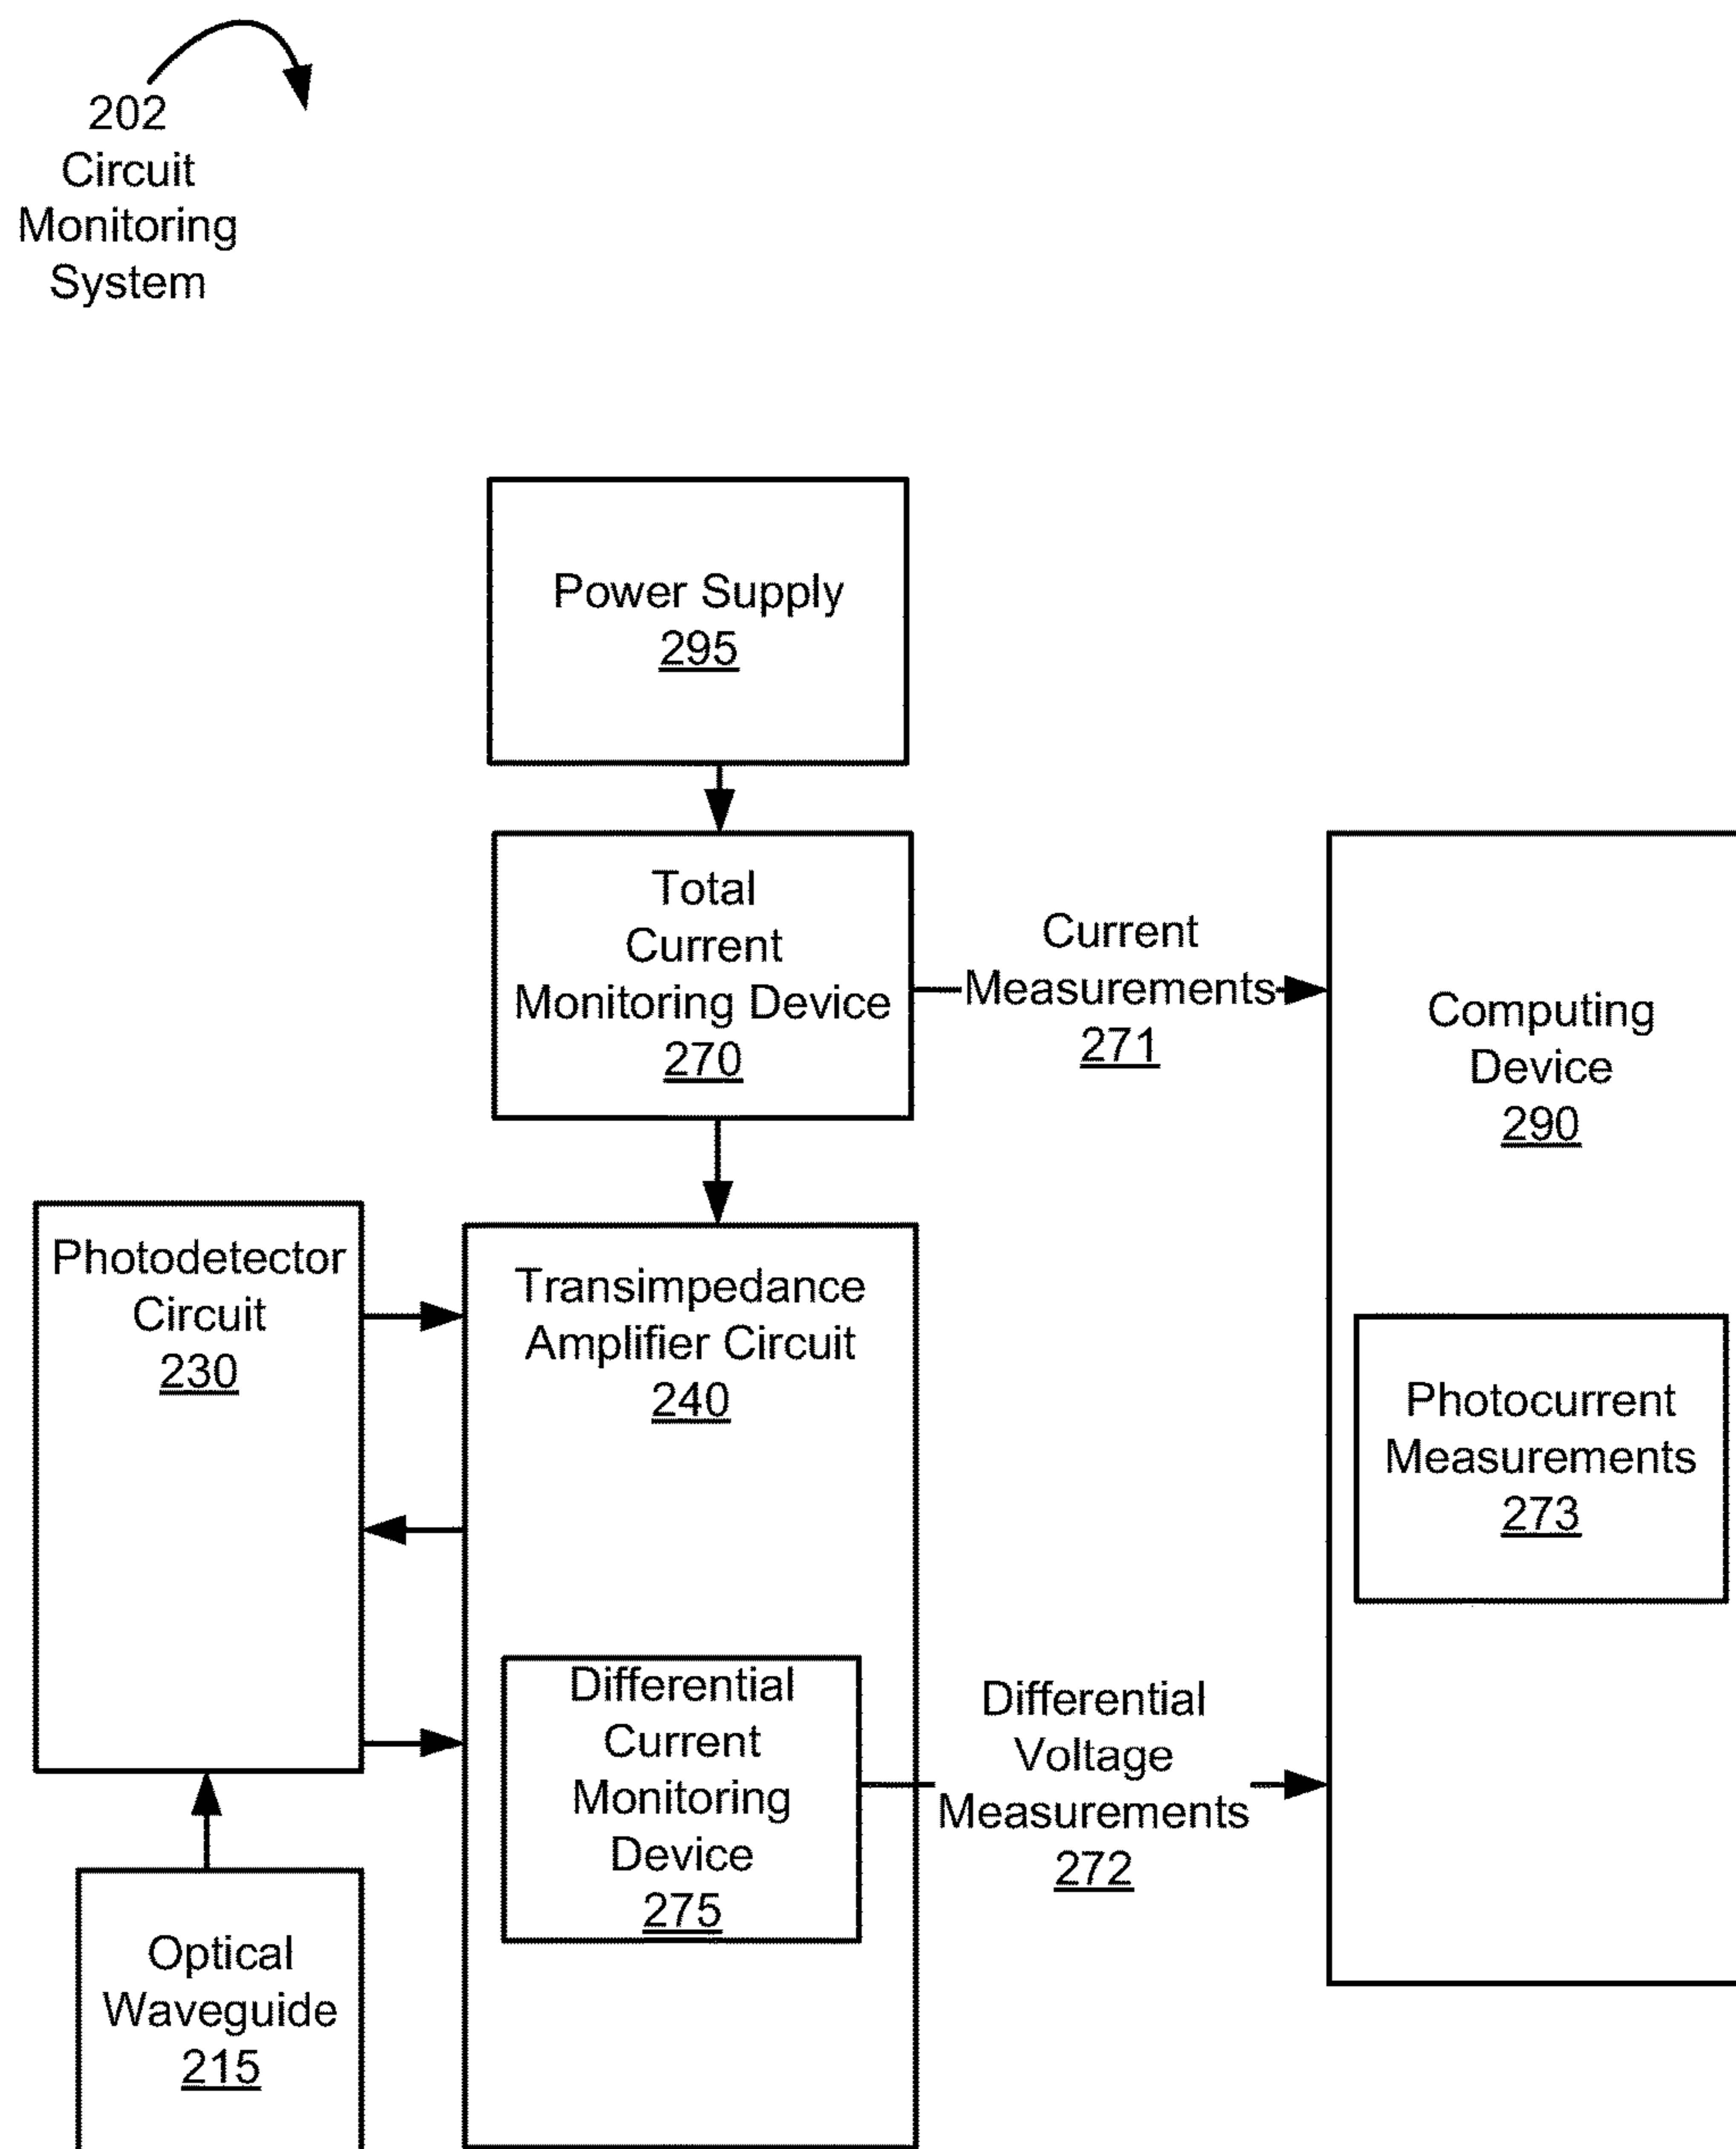 202
Circuit
Monitoring
System
Power Supply
295
Total
Current
Monitoring Device
270
Current
Measurements
271
Computing
Device
290
Photodetector
Circuit
230
Transimpedance
Amplifier Circuit
240
Photocurrent
Measurements
273
Differential
Current
Monitoring
Device
275
Differential
Voltage
Measurements
272
Optical
Waveguide
215